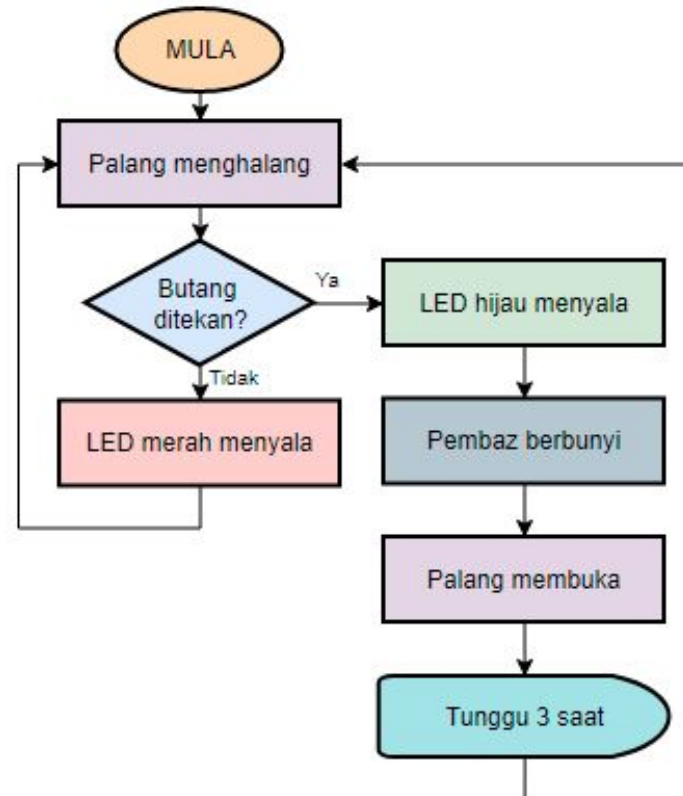 MULA
Palang menghalang
Butang
ditekan?
Ya
Tidak
LED merah menyala
LED hijau menyala
Pembaz berbunyi
Palang membuka
Tunggu 3 saat